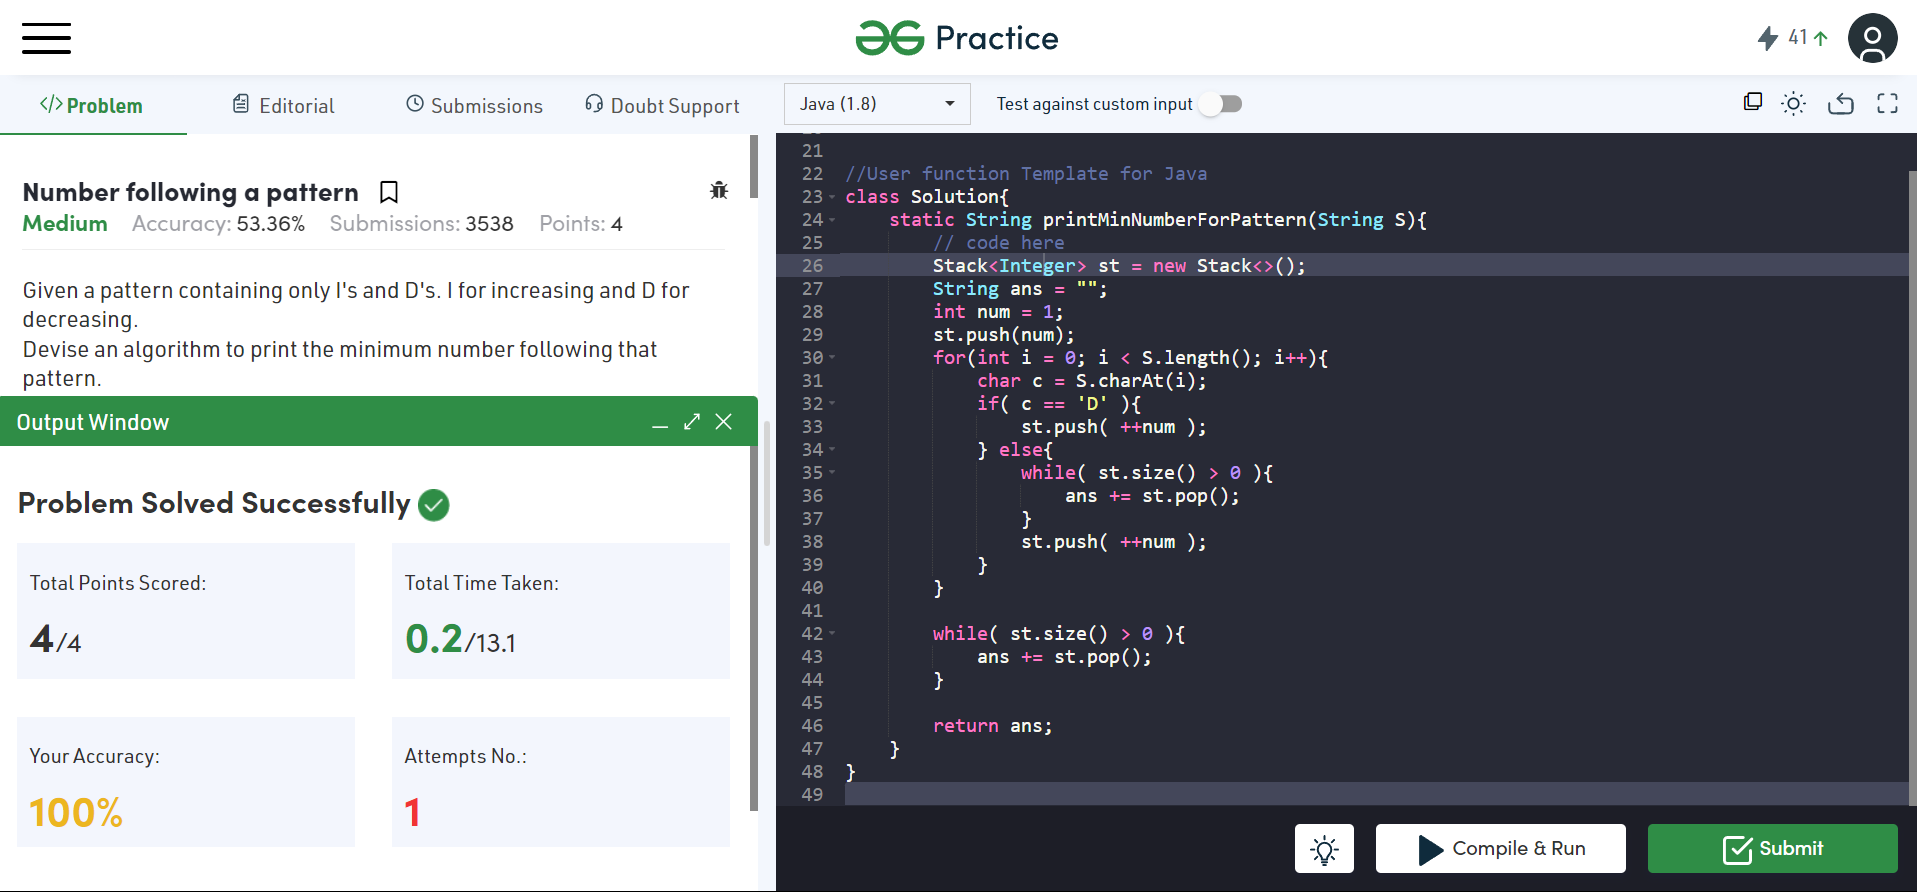 Practice
41
Problem
Editorial
Submissions
Doubt Support
Java (1.8)
Test against custom input
Number following a pattern
Medium Accuracy: 53.36% Submissions: 3538 Points: 4
Given a pattern containing only I's and D's. I for increasing and D for
decreasing.
Devise an algorithm to print the minimum number following that
pattern.
Output Window
Problem Solved Successfully
Total Points Scored:
4/4
Total Time Taken:
0.2/13.1
Your Accuracy:
100%
Attempts No.:
1
21
22 //User function Template for Java
23 class Solution{
24     static String printMinNumberForPattern(String S){
25         // code here
26         Stack<Integer> st = new Stack<>();
27         String ans = "";
28         int num = 1;
29         st.push(num);
30         for(int i = 0; i < S.length(); i++){
31             char c = S.charAt(i);
32             if( c == 'D' ){
33                 st.push( ++num );
34             } else{
35                 while( st.size() > 0 ){
36                     ans += st.pop();
37                 }
38                 st.push( ++num );
39             }
40         }
41
42         while( st.size() > 0 ){
43             ans += st.pop();
44         }
45
46         return ans;
47     }
48 }
49
Compile & Run
Submit